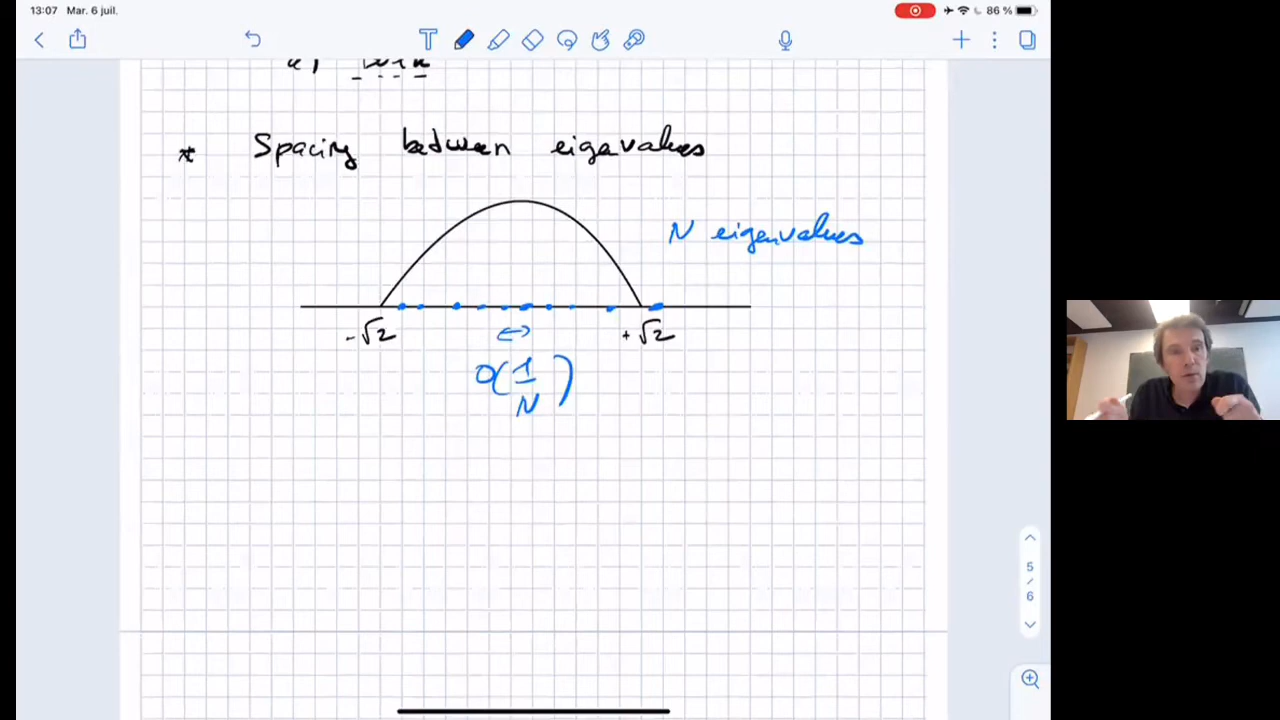 13:07 Mar. 6 juil. 86 %
* Spacing between eigenvalues
N eigenvalues
-√2 +√2
O(1/N)
5
/
6